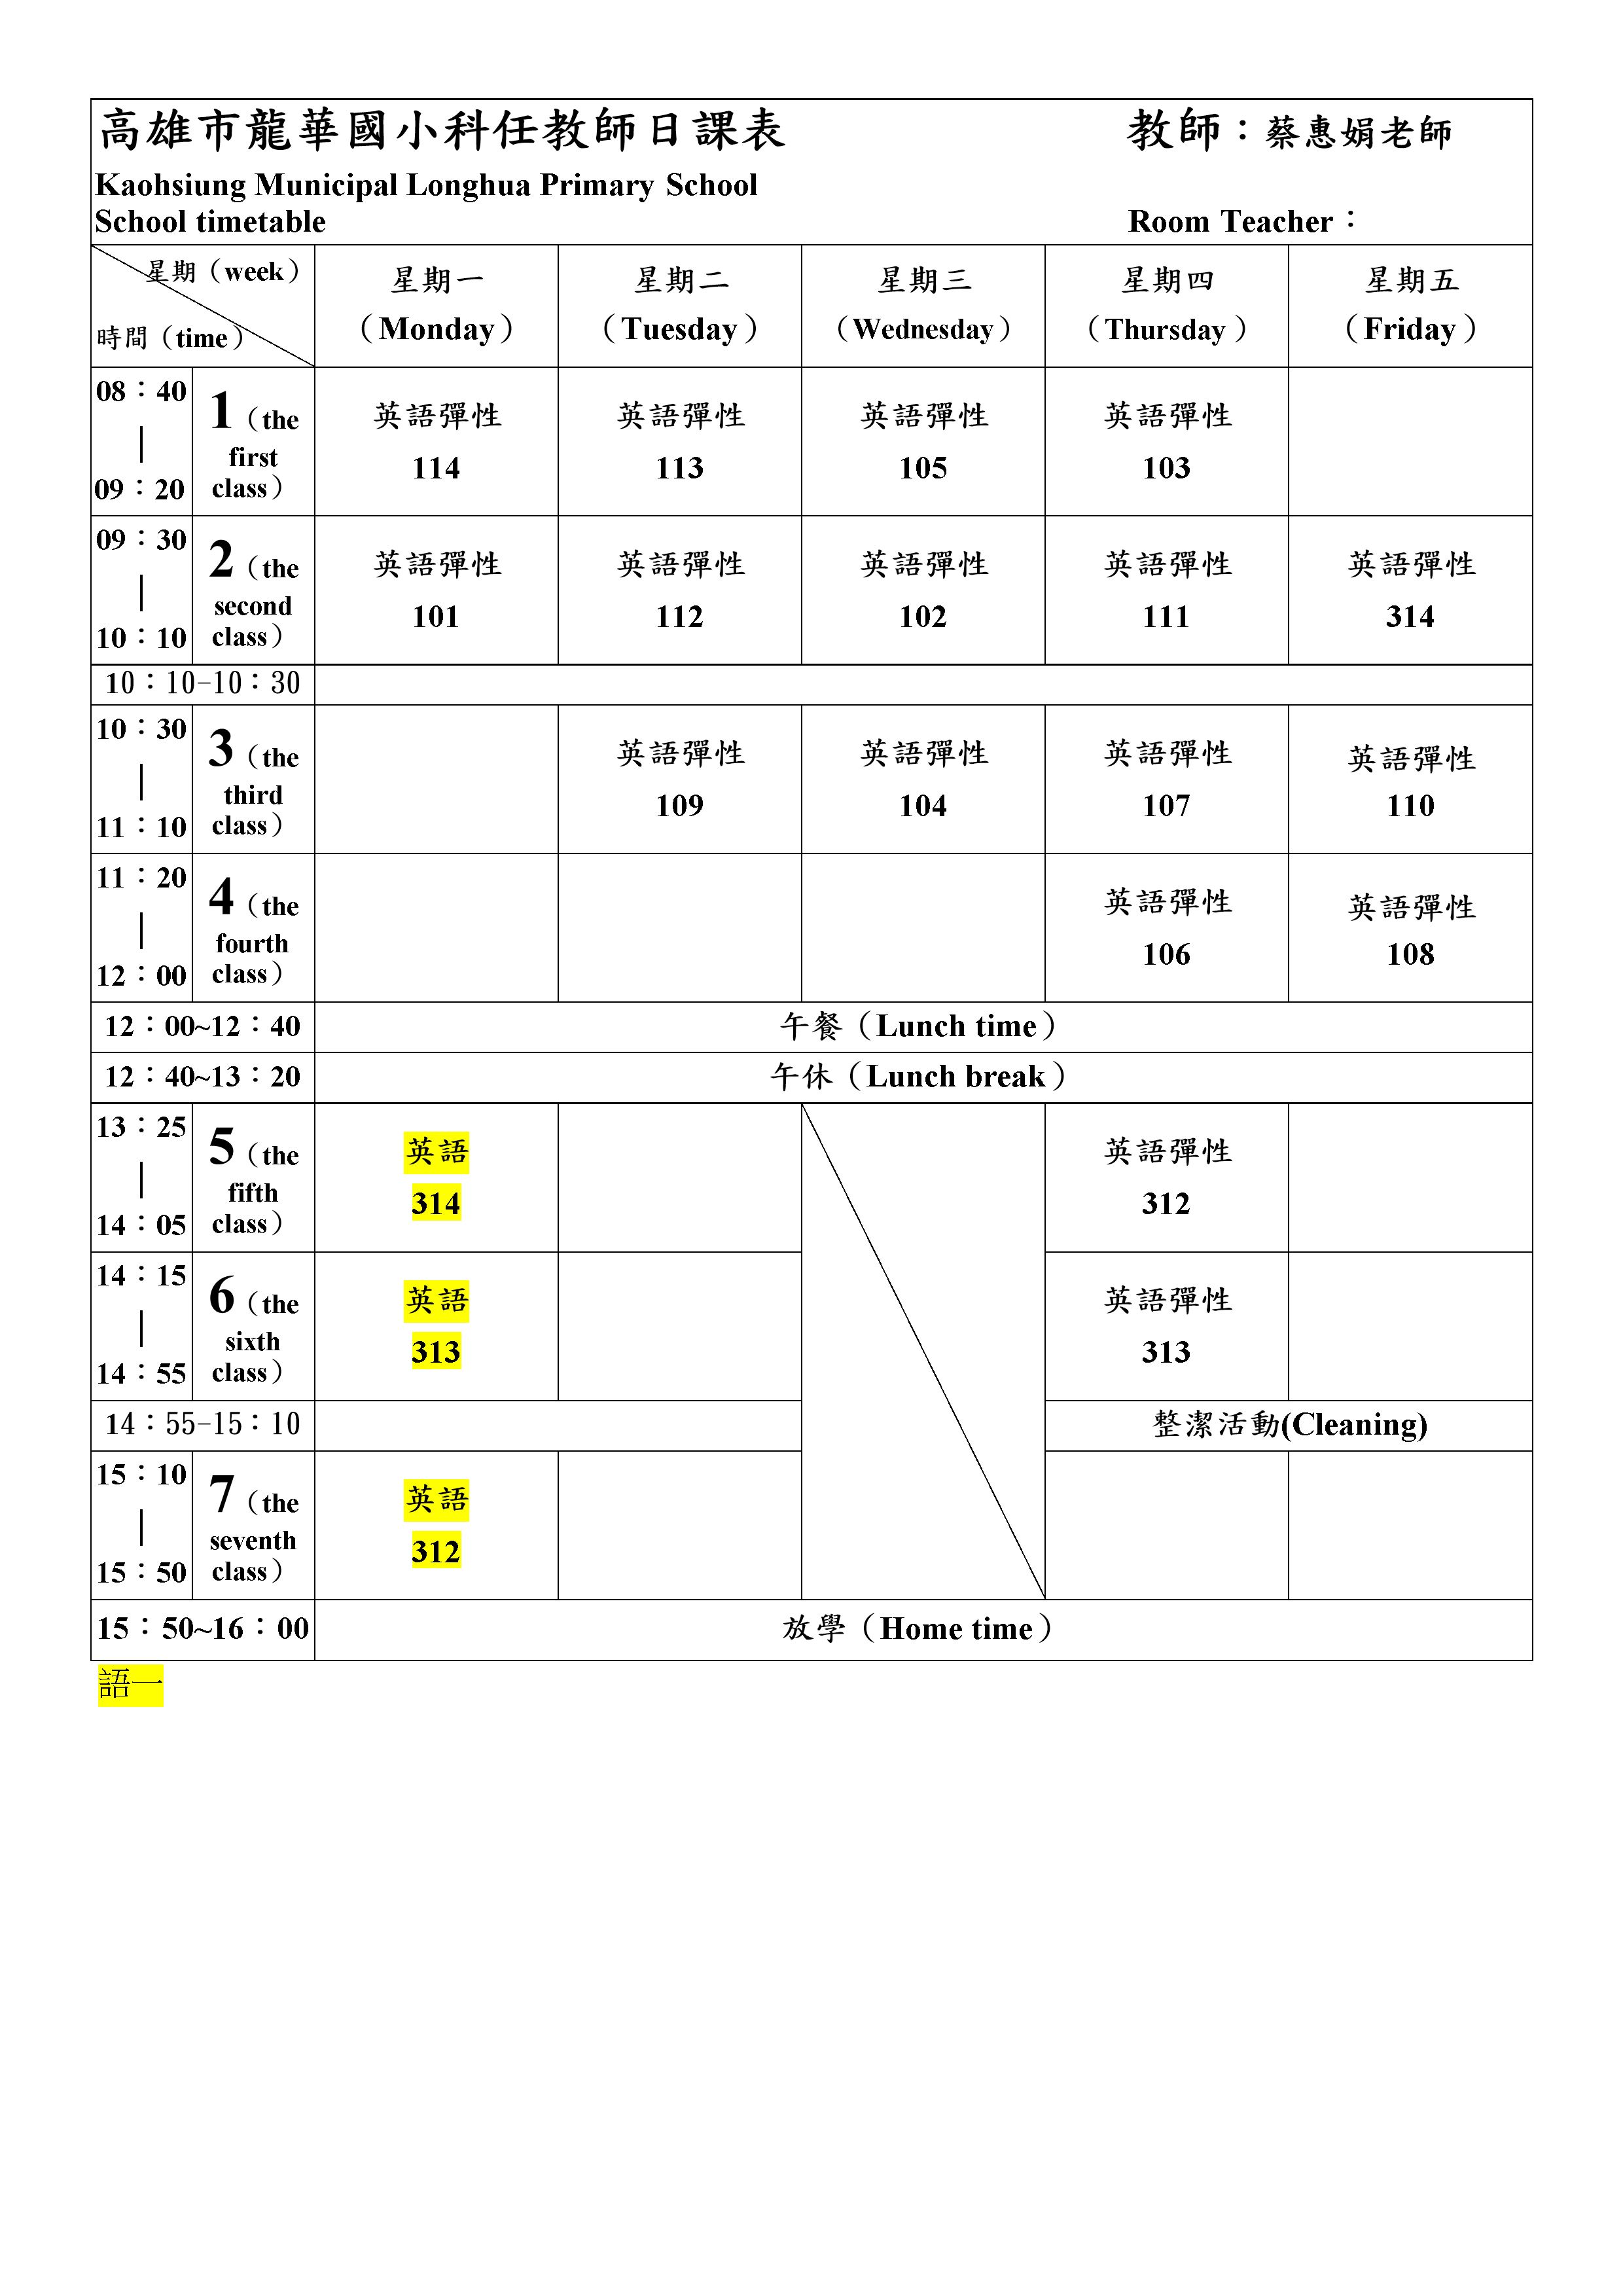 高雄市龍華國小科任教師日課表 教師：蔡惠娟老師
Kaohsiung Municipal Longhua Primary School
School timetable Room Teacher：
星期（week）
時間（time）
星期一 星期二 星期三 星期四 星期五
（Monday） （Tuesday） （Wednesday） （Thursday） （Friday）
08：40
｜
09：20
1（the
first
class）
英語彈性 英語彈性 英語彈性 英語彈性
114 113 105 103
09：30
｜
10：10
2（the
second
class）
英語彈性 英語彈性 英語彈性 英語彈性 英語彈性
101 112 102 111 314
10：10-10：30
10：30
｜
11：10
3（the
third
class）
英語彈性 英語彈性 英語彈性 英語彈性
109 104 107 110
11：20
｜
12：00
4（the
fourth
class）
英語彈性 英語彈性
106 108
12：00~12：40 午餐（Lunch time）
12：40~13：20 午休（Lunch break）
13：25
｜
14：05
5（the
fifth
class）
英語 英語彈性
314 312
14：15
｜
14：55
6（the
sixth
class）
英語 英語彈性
313 313
14：55-15：10 整潔活動(Cleaning)
15：10
｜
15：50
7（the
seventh
class）
英語
312
15：50~16：00 放學（Home time）
語一